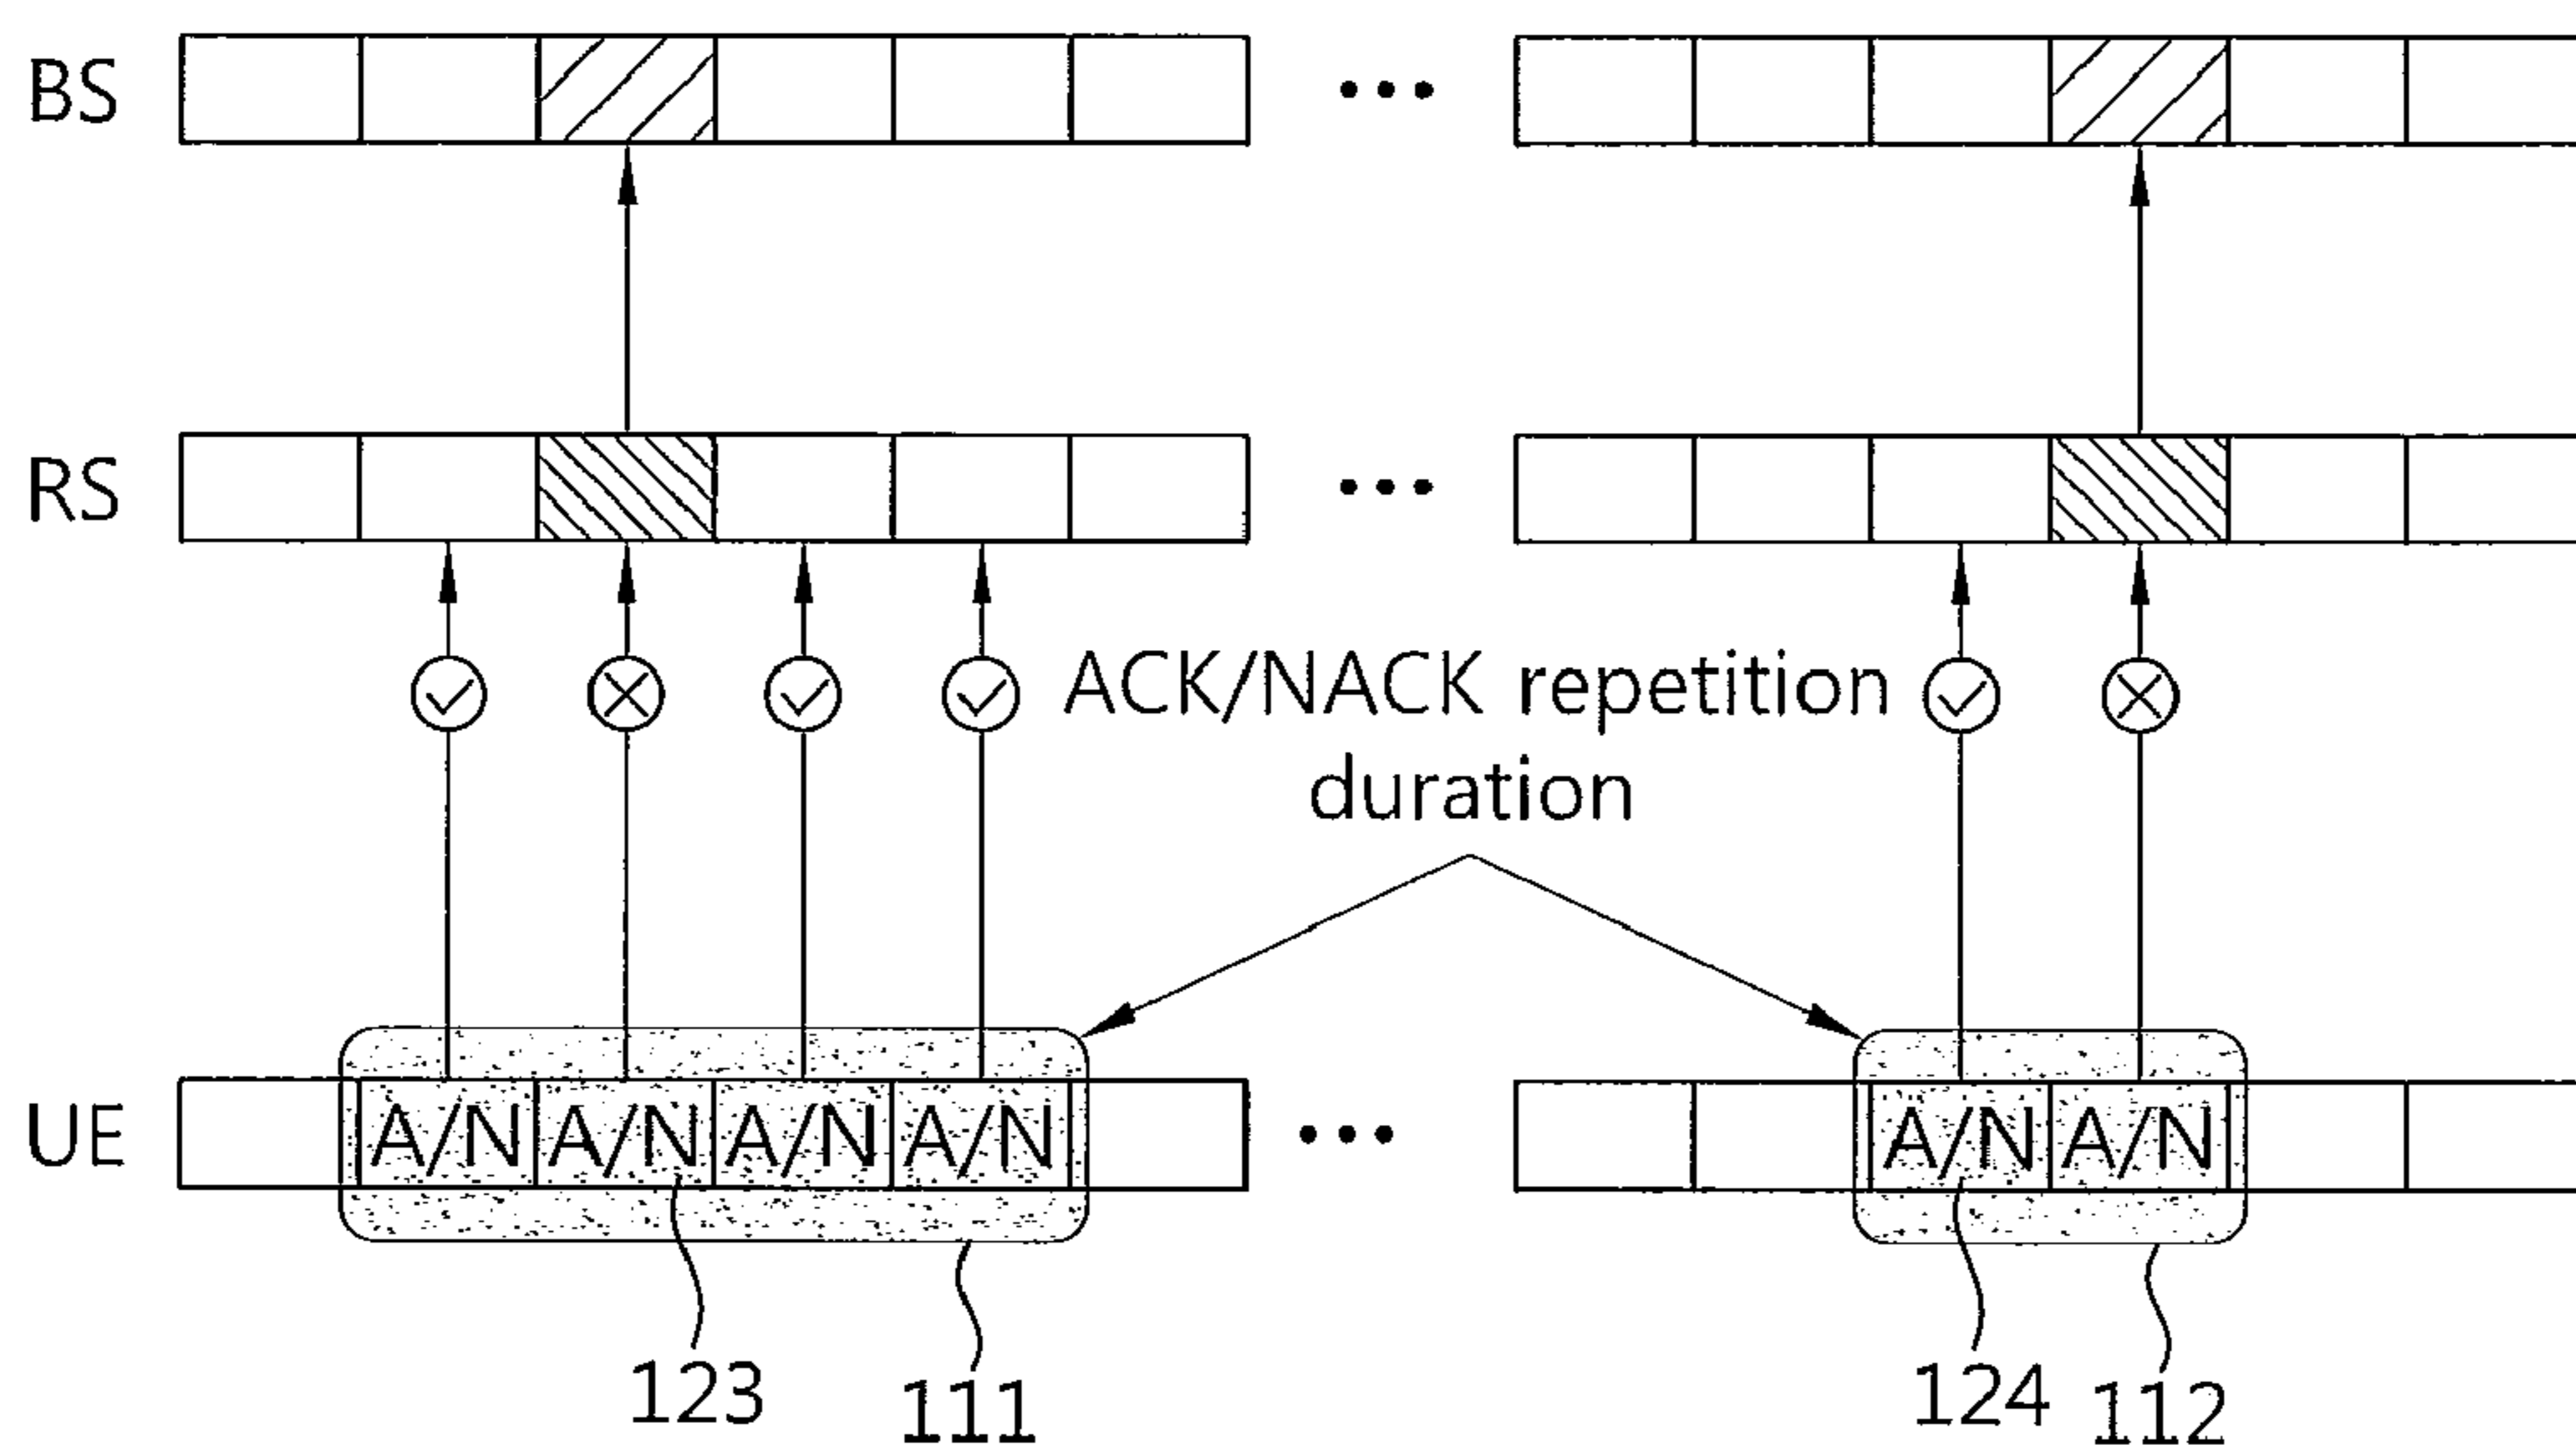 BS
...
RS
...
ACK/NACK repetition
duration
UE
A/N A/N A/N A/N
...
A/N A/N
123
111
124
112